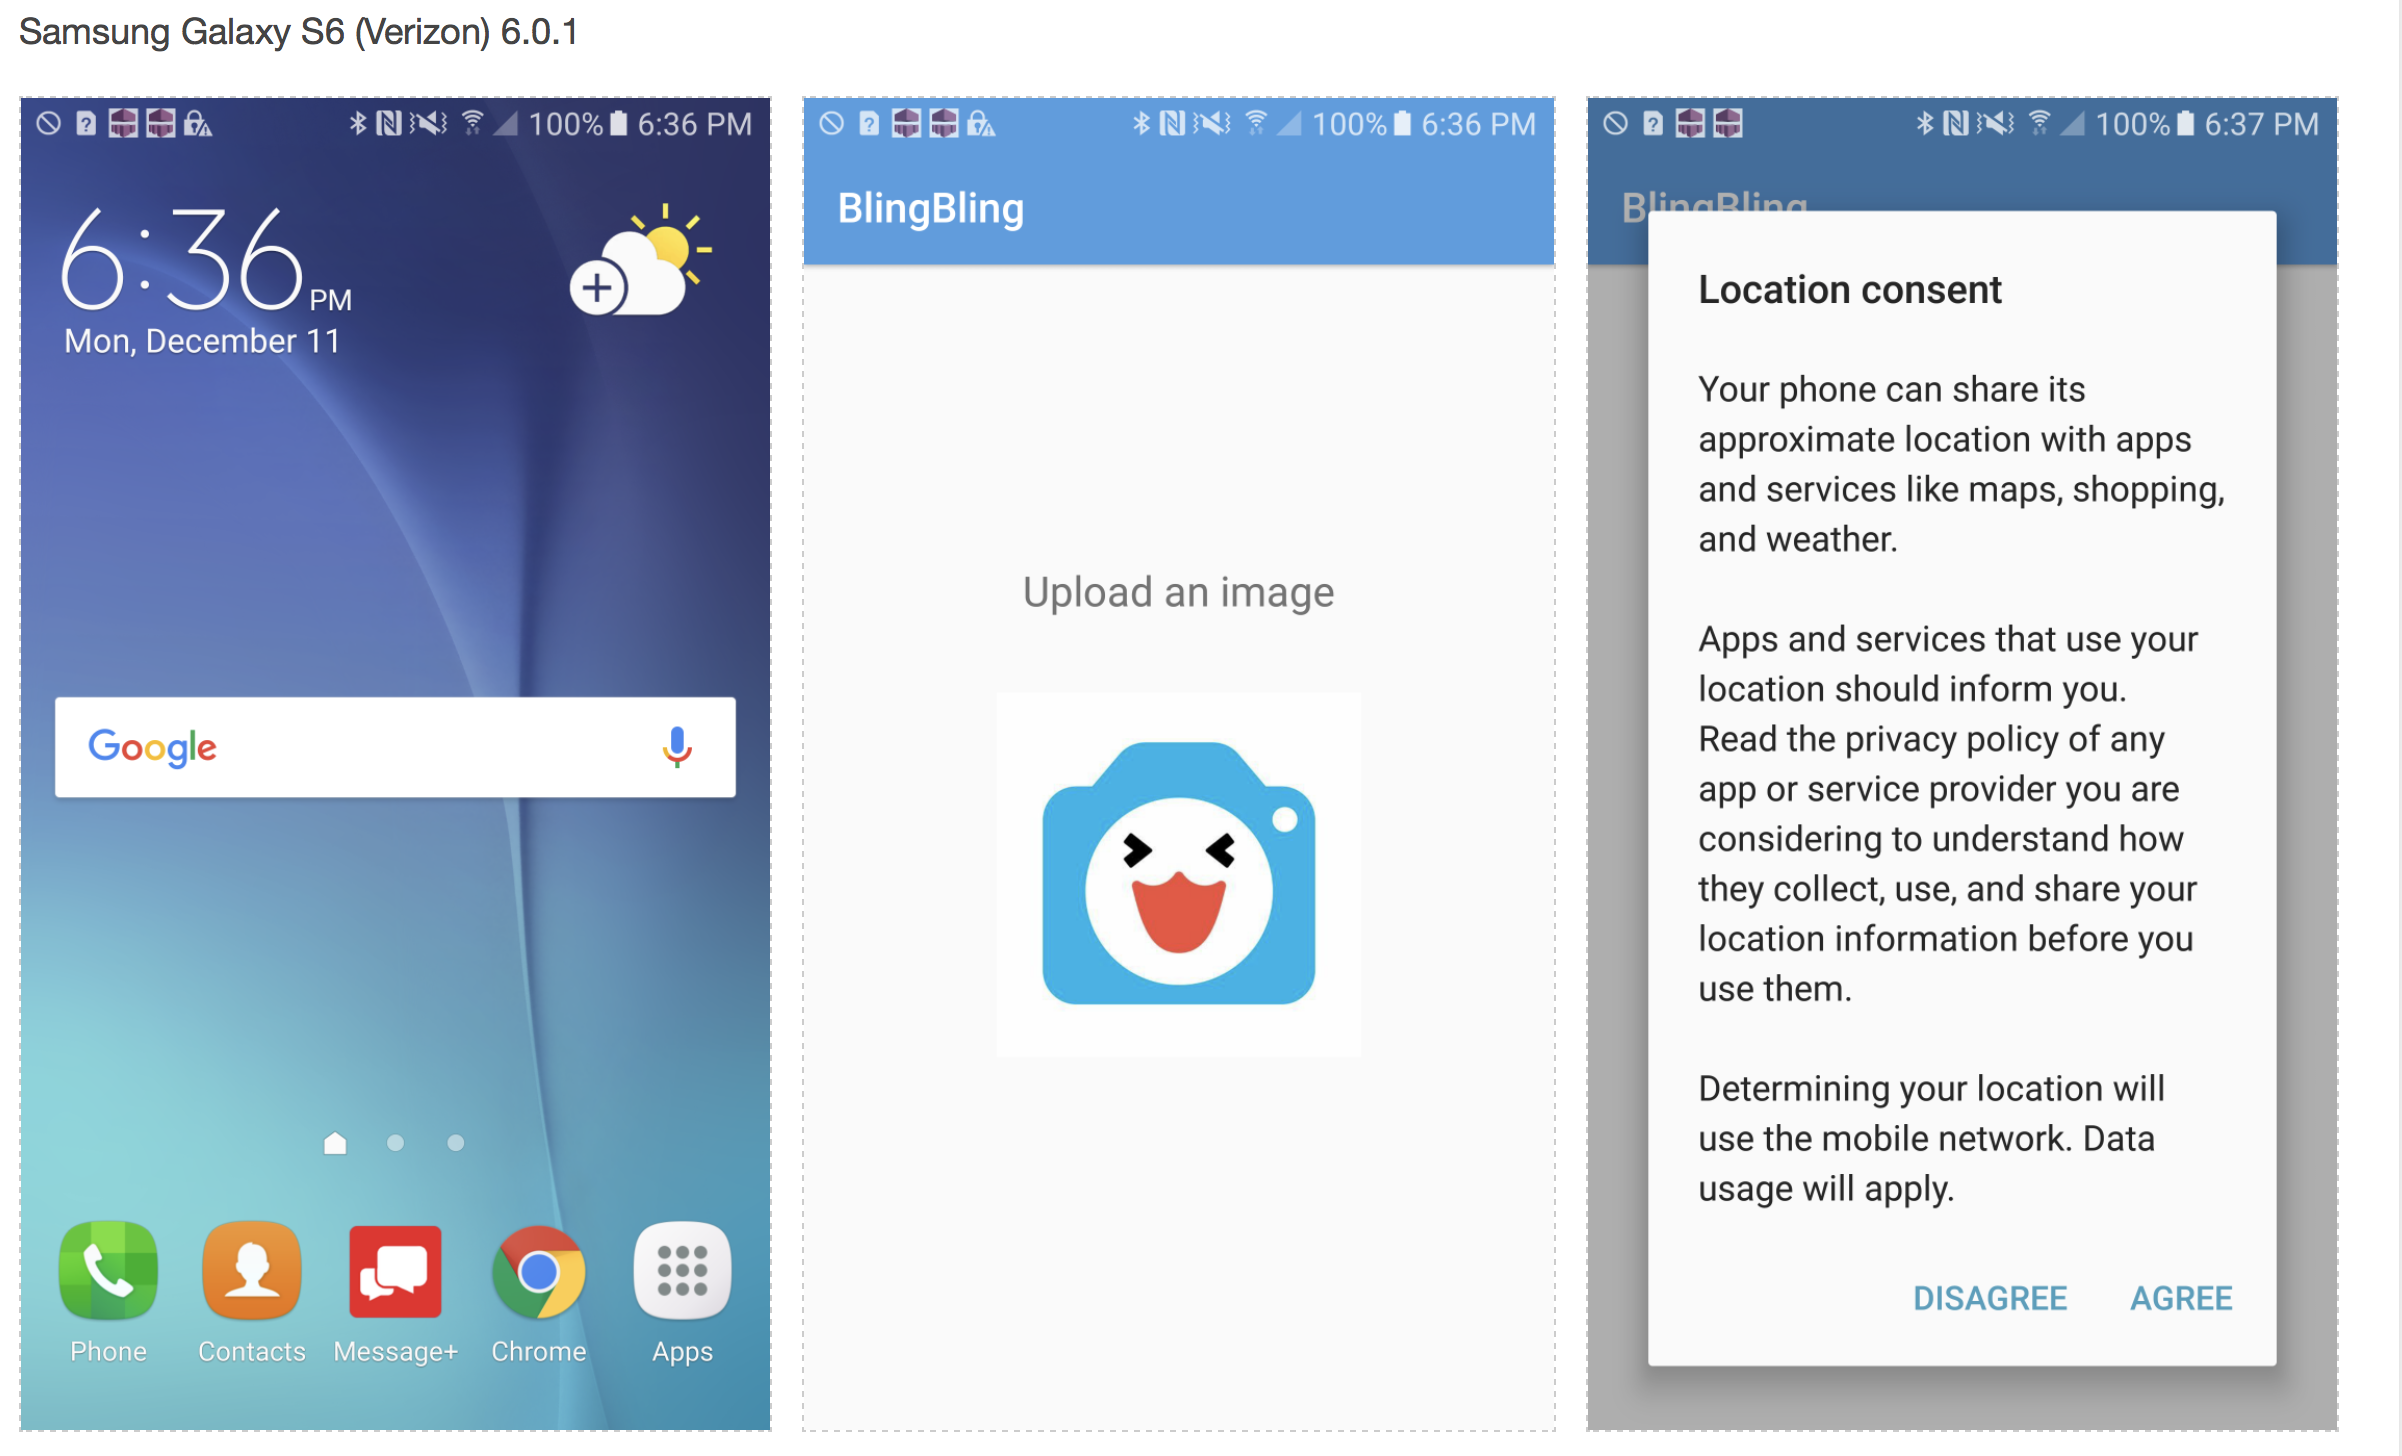 Samsung Galaxy S6 (Verizon) 6.0.1
100% 6:36 PM
6:36 PM
Mon, December 11
Google
Phone Contacts Message+ Chrome Apps
100% 6:36 PM
BlingBling
Upload an image
100% 6:37 PM
BlingBling
Location consent
Your phone can share its
approximate location with apps
and services like maps, shopping,
and weather.
Apps and services that use your
location should inform you.
Read the privacy policy of any
app or service provider you are
considering to understand how
they collect, use, and share your
location information before you
use them.
Determining your location will
use the mobile network. Data
usage will apply.
DISAGREE AGREE